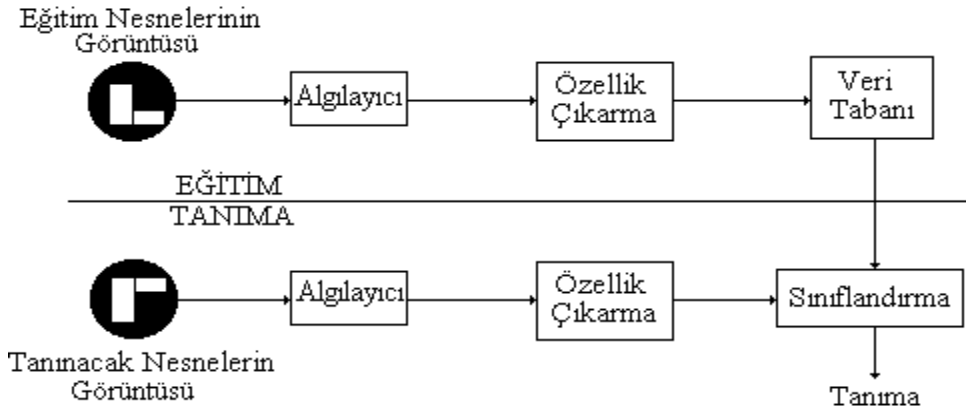 Eğitim Nesnelerinin
Görüntüsü
Algılayıcı
Özellik
Çıkarma
Veri
Tabanı
EĞİTİM
TANIMA
Algılayıcı
Özellik
Çıkarma
Sınıflandırma
Tanınacak Nesnelerin
Görüntüsü
Tanıma